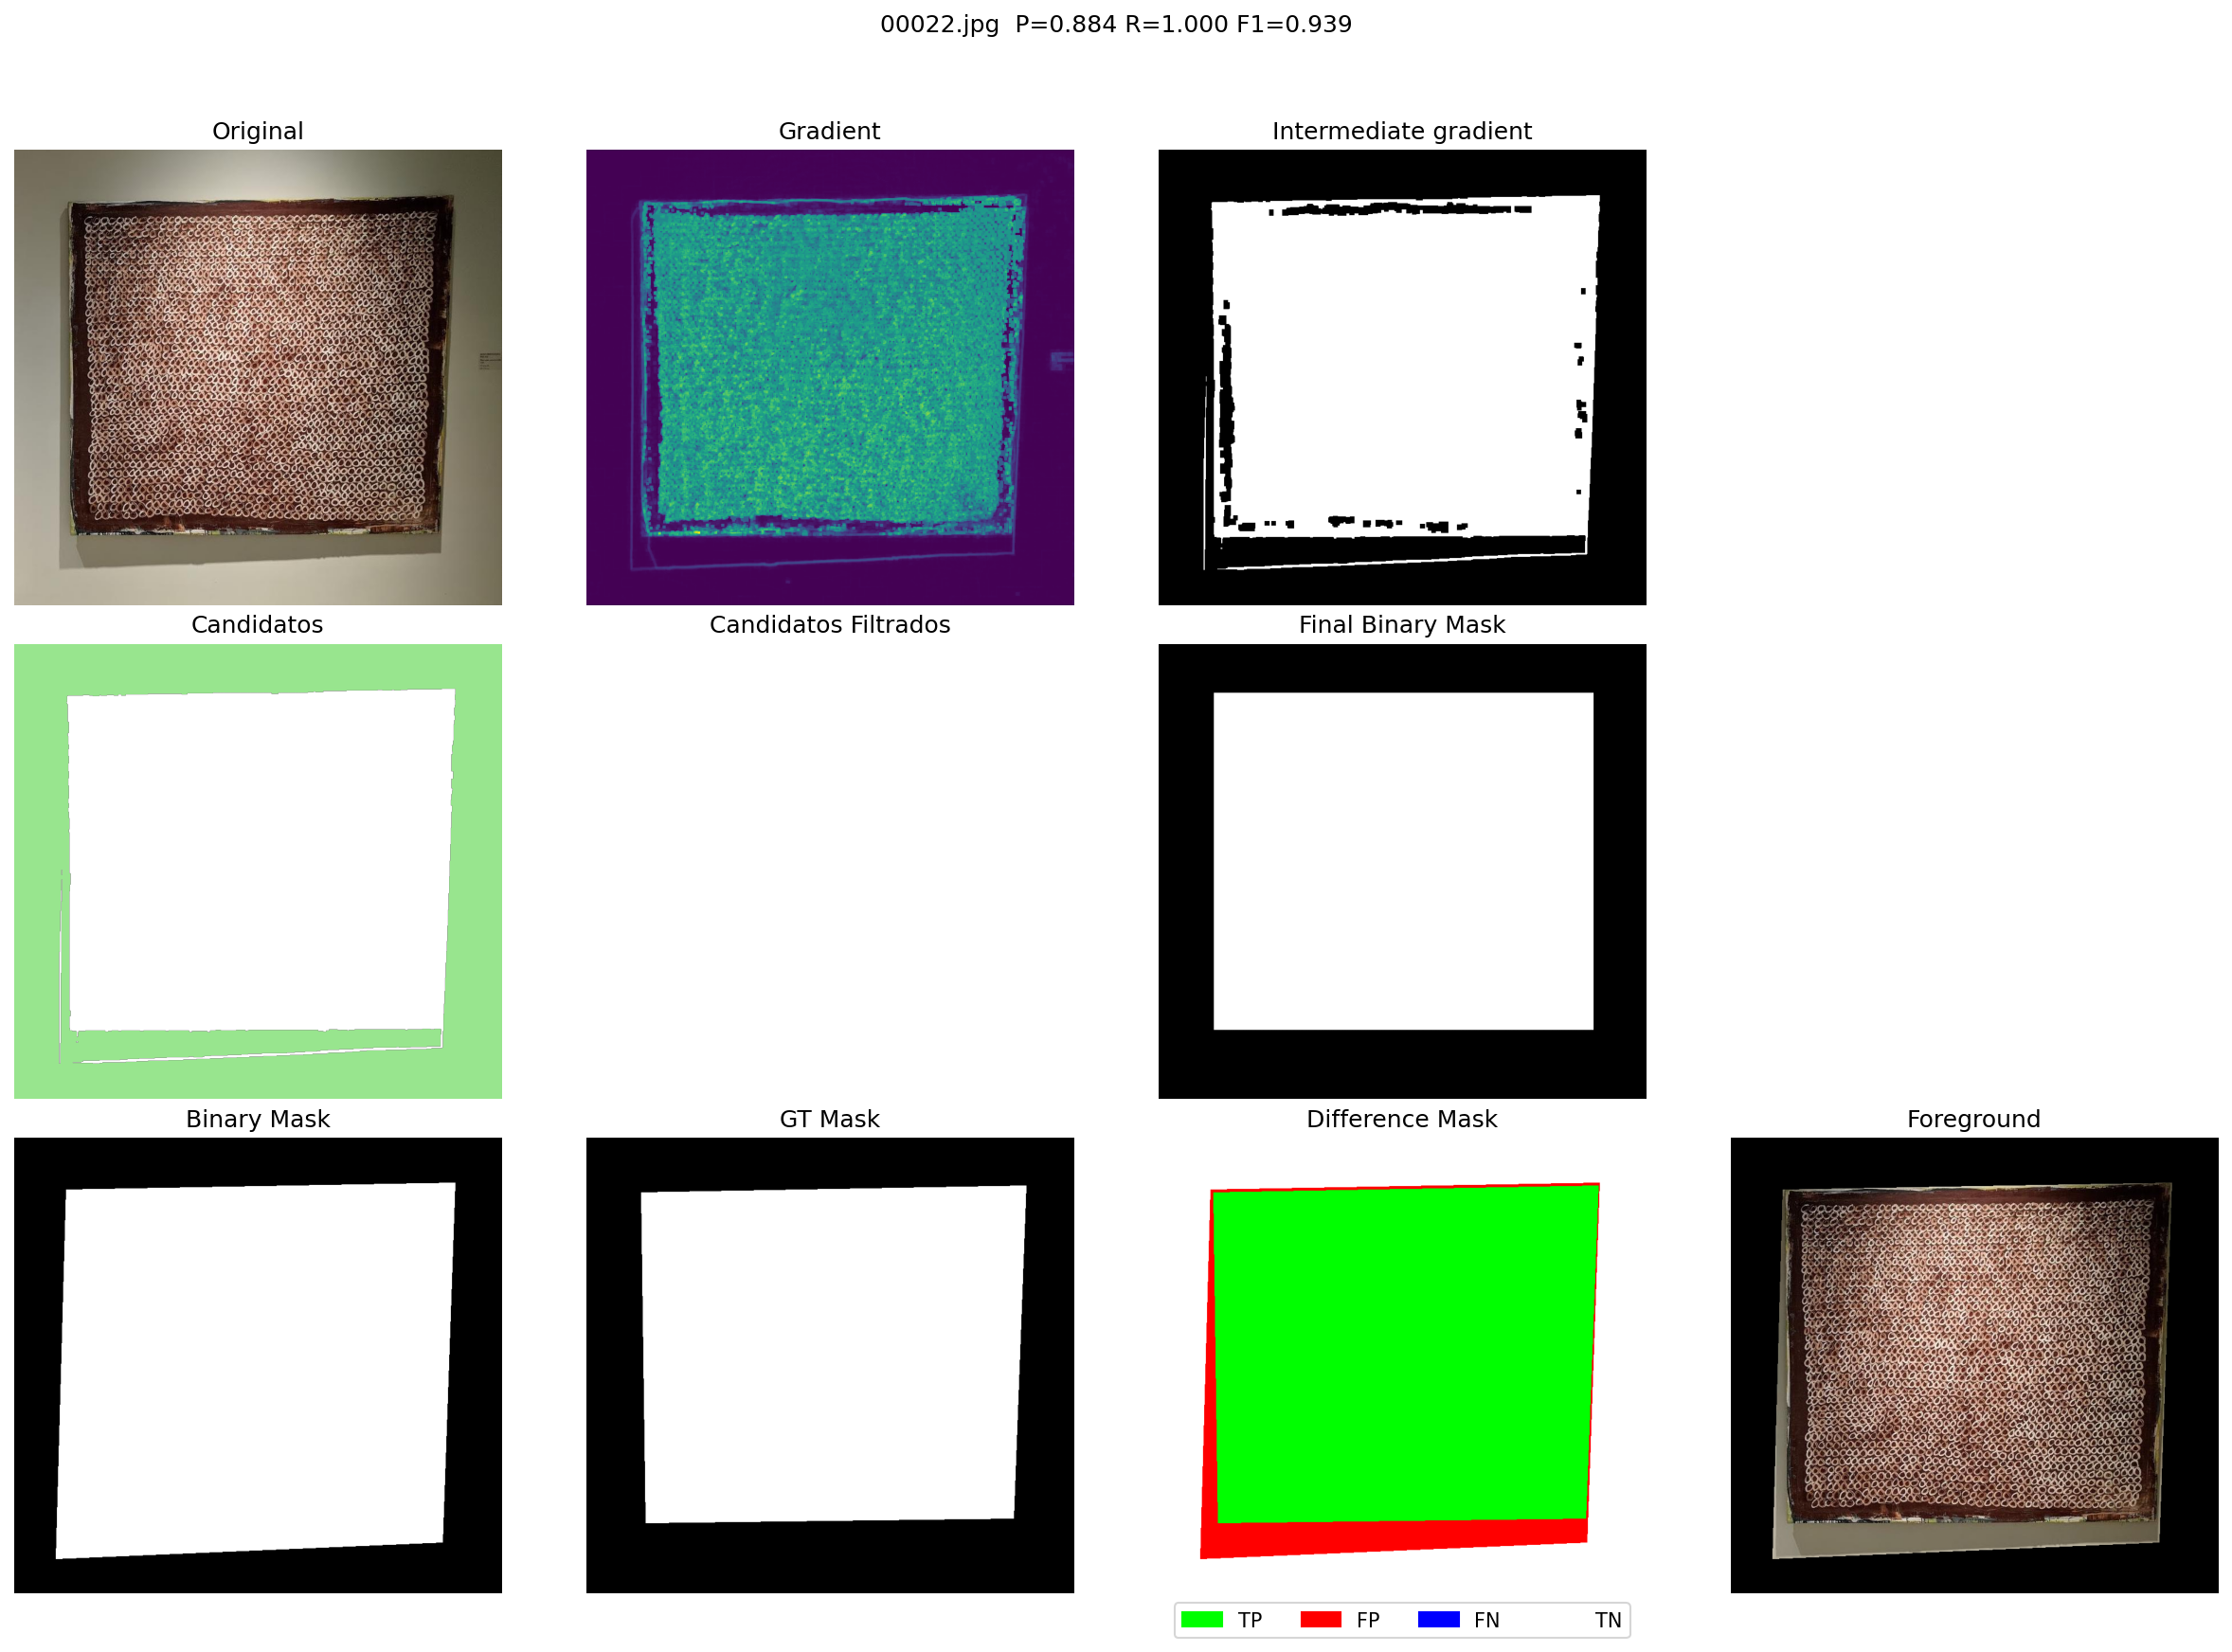 00022.jpg  P=0.884 R=1.000 F1=0.939
Original
Gradient
Intermediate gradient
Candidatos
Candidatos Filtrados
Final Binary Mask
Binary Mask
GT Mask
Difference Mask
Foreground
TP FP FN TN